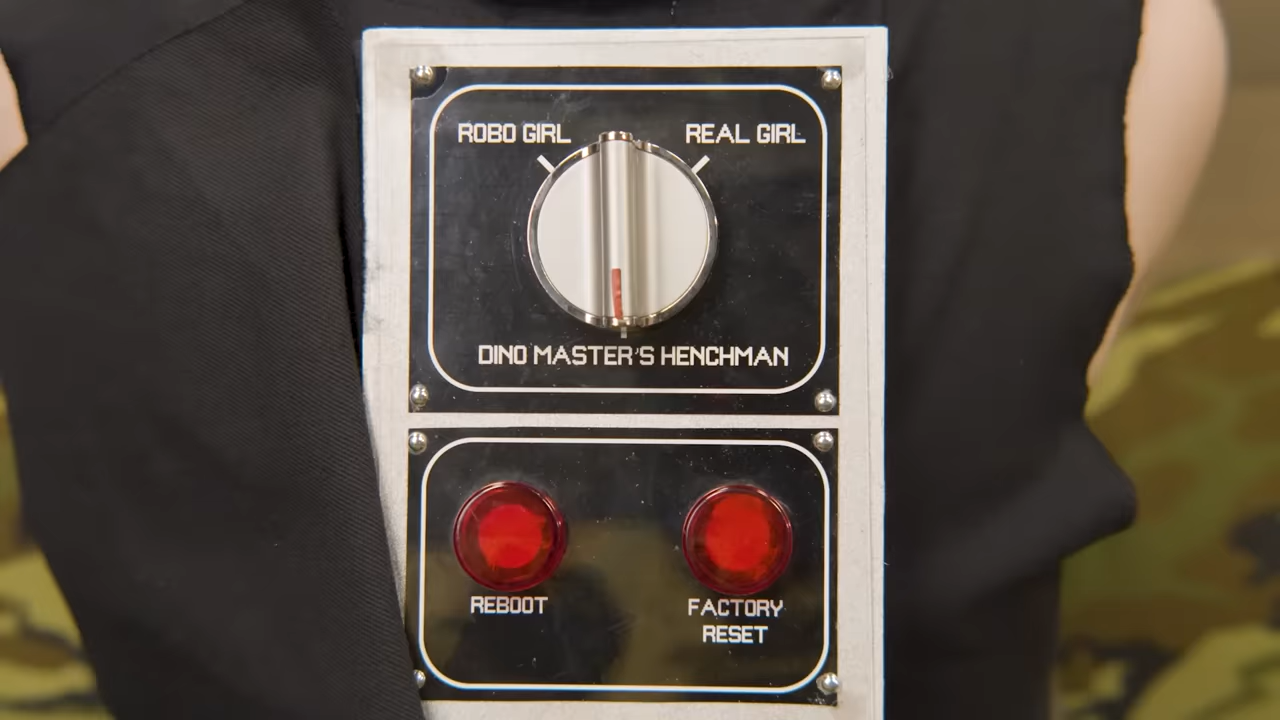 ROBO GIRL
REAL GIRL
DINO MASTER'S HENCHMAN
REBOOT
FACTORY
RESET